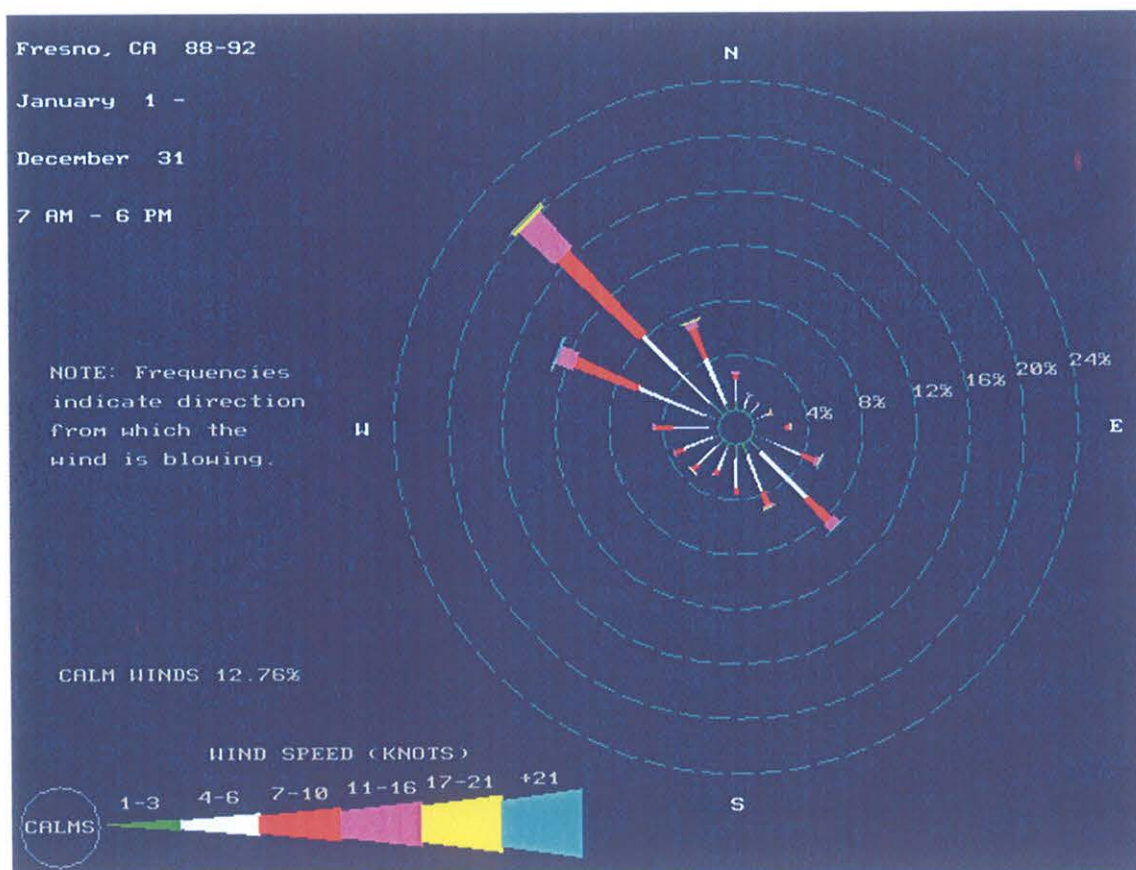 Fresno, CA 88-92
January 1 -
December 31
7 AM - 6 PM
N
NOTE: Frequencies
indicate direction
from which the
wind is blowing.
W
4%
8%
12%
16%
20%
24%
E
CALM WINDS 12.76%
WIND SPEED (KNOTS)
1-3
4-6
7-10
11-16
17-21
+21
CALMS
S